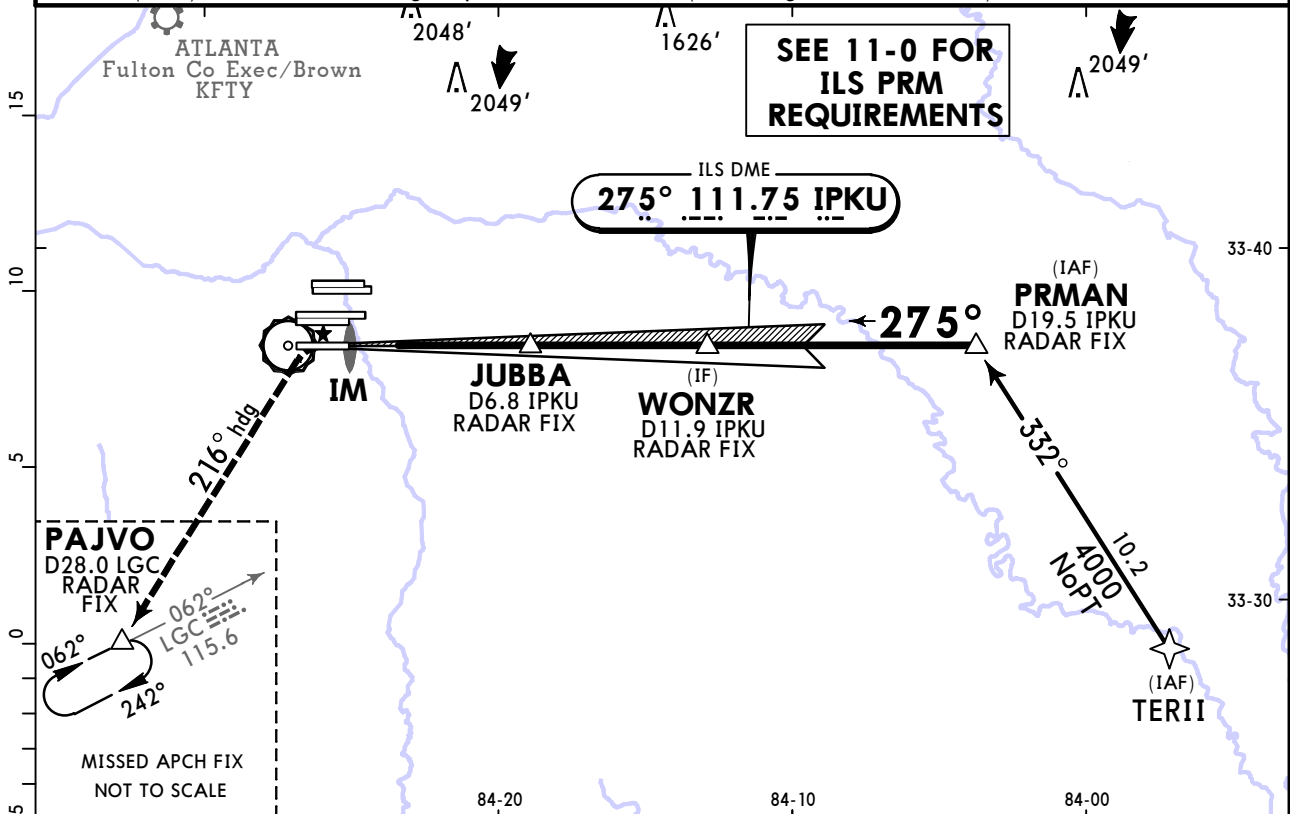 2048'
1626'
ATLANTA
Fulton Co Exec/Brown
KFTY
2049'
2049'
SEE 11-0 FOR
ILS PRM
REQUIREMENTS
15
ILS DME
275° 111.75 IPKU
33-40
10
(IAF)
PRMAN
D19.5 IPKU
RADAR FIX
275°
IM
JUBBA
D6.8 IPKU
RADAR FIX
(IF)
WONZR
D11.9 IPKU
RADAR FIX
216° hdg
332°
5
10.2
4000
NoPT
PAJVO
D28.0 LGC
RADAR
FIX
062°
LGC
115.6
33-30
0
062°
242°
(IAF)
TERII
MISSED APCH FIX
NOT TO SCALE
84-20
84-10
84-00
5